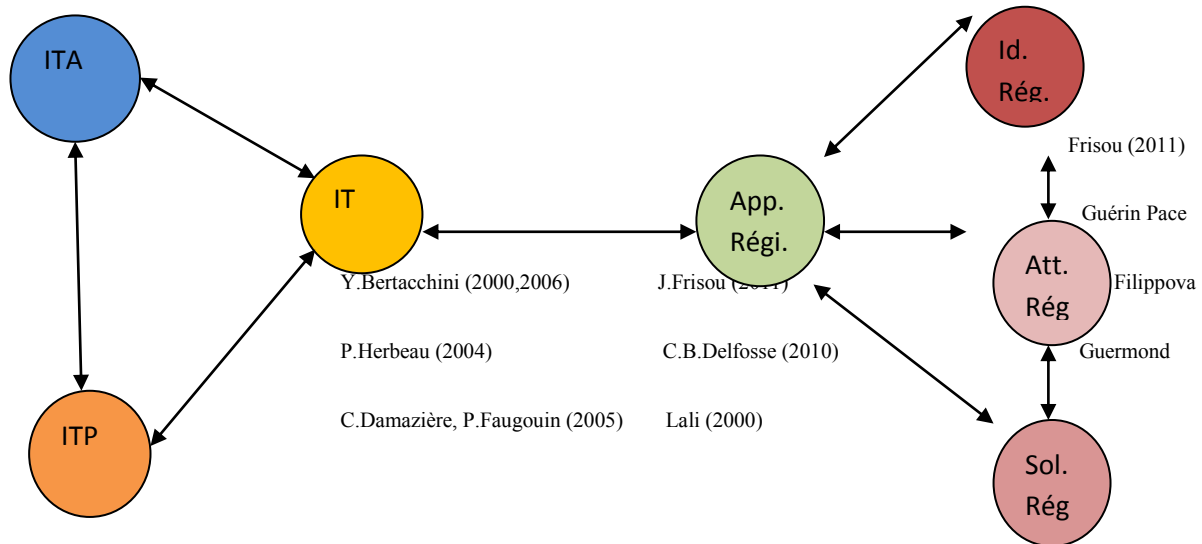 ITA
Id.
Rég.
Frisou (2011)
IT
App.
Régi.
Guérin Pace
Att.
Rég
Filippova
Y.Bertacchini (2000,2006)
J.Frisou (2011)
P.Herbeau (2004)
C.B.Delfosse (2010)
Guermond
C.Damazière, P.Faugouin (2005)
Lali (2000)
ITP
Sol.
Rég